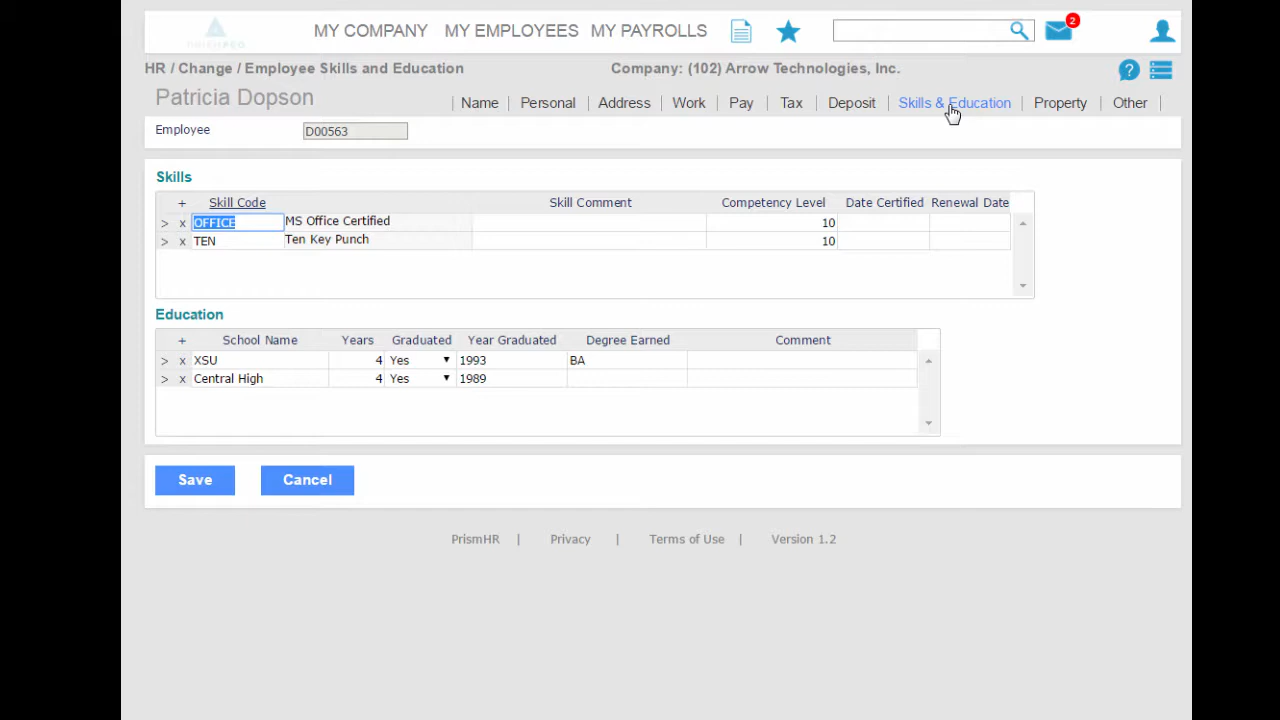 MY COMPANY MY EMPLOYEES MY PAYROLLS 2
HR / Change / Employee Skills and Education Company: (102) Arrow Technologies, Inc. ?
Patricia Dopson | Name | Personal | Address | Work | Pay | Tax | Deposit | Skills & Education | Property | Other |
Employee D00563
Skills
+ Skill Code Skill Comment Competency Level Date Certified Renewal Date
> x OFFICE MS Office Certified 10
> x TEN Ten Key Punch 10
Education
+ School Name Years Graduated Year Graduated Degree Earned Comment
> x XSU 4 Yes 1993 BA
> x Central High 4 Yes 1989
Save Cancel
PrismHR | Privacy | Terms of Use | Version 1.2